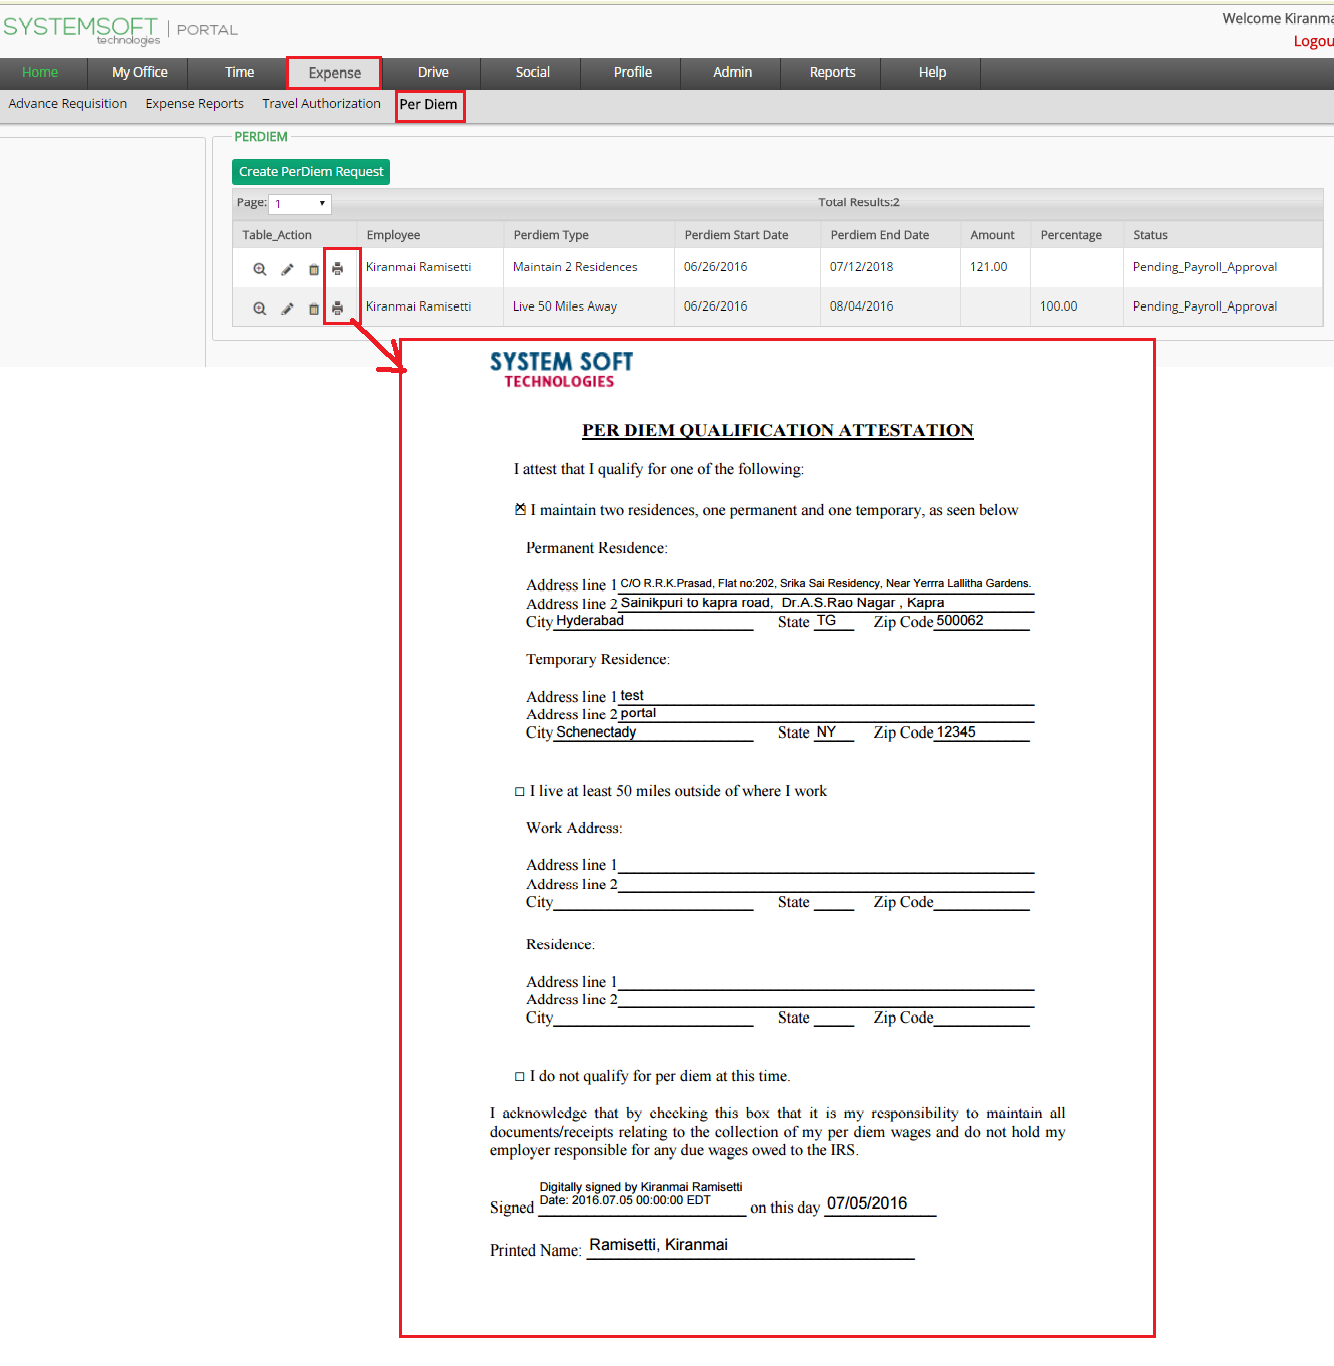 SYSTEMSOFT technologies | PORTAL
Welcome Kiranma
Logou
Home My Office Time Expense Drive Social Profile Admin Reports Help
Advance Requisition Expense Reports Travel Authorization Per Diem
PERDIEM
Create PerDiem Request
Page: 1 Total Results:2
Table_Action Employee Perdiem Type Perdiem Start Date Perdiem End Date Amount Percentage Status
Kiranmai Ramisetti Maintain 2 Residences 06/26/2016 07/12/2018 121.00 Pending_Payroll_Approval
Kiranmai Ramisetti Live 50 Miles Away 06/26/2016 08/04/2016 100.00 Pending_Payroll_Approval
SYSTEM SOFT
TECHNOLOGIES
PER DIEM QUALIFICATION ATTESTATION
I attest that I qualify for one of the following:
I maintain two residences, one permanent and one temporary, as seen below
Permanent Residence:
Address line 1 C/O R.R.K.Prasad, Flat no:202, Srika Sai Residency, Near Yerrra Lallitha Gardens.
Address line 2 Sainikpuri to kapra road, Dr.A.S.Rao Nagar , Kapra
City Hyderabad State TG Zip Code 500062
Temporary Residence:
Address line 1 test
Address line 2 portal
City Schenectady State NY Zip Code 12345
I live at least 50 miles outside of where I work
Work Address:
Address line 1
Address line 2
City State Zip Code
Residence:
Address line 1
Address line 2
City State Zip Code
I do not qualify for per diem at this time.
I acknowledge that by checking this box that it is my responsibility to maintain all
documents/receipts relating to the collection of my per diem wages and do not hold my
employer responsible for any due wages owed to the IRS.
Digitally signed by Kiranmai Ramisetti
Date: 2016.07.05 00:00:00 EDT
Signed on this day 07/05/2016
Printed Name: Ramisetti, Kiranmai